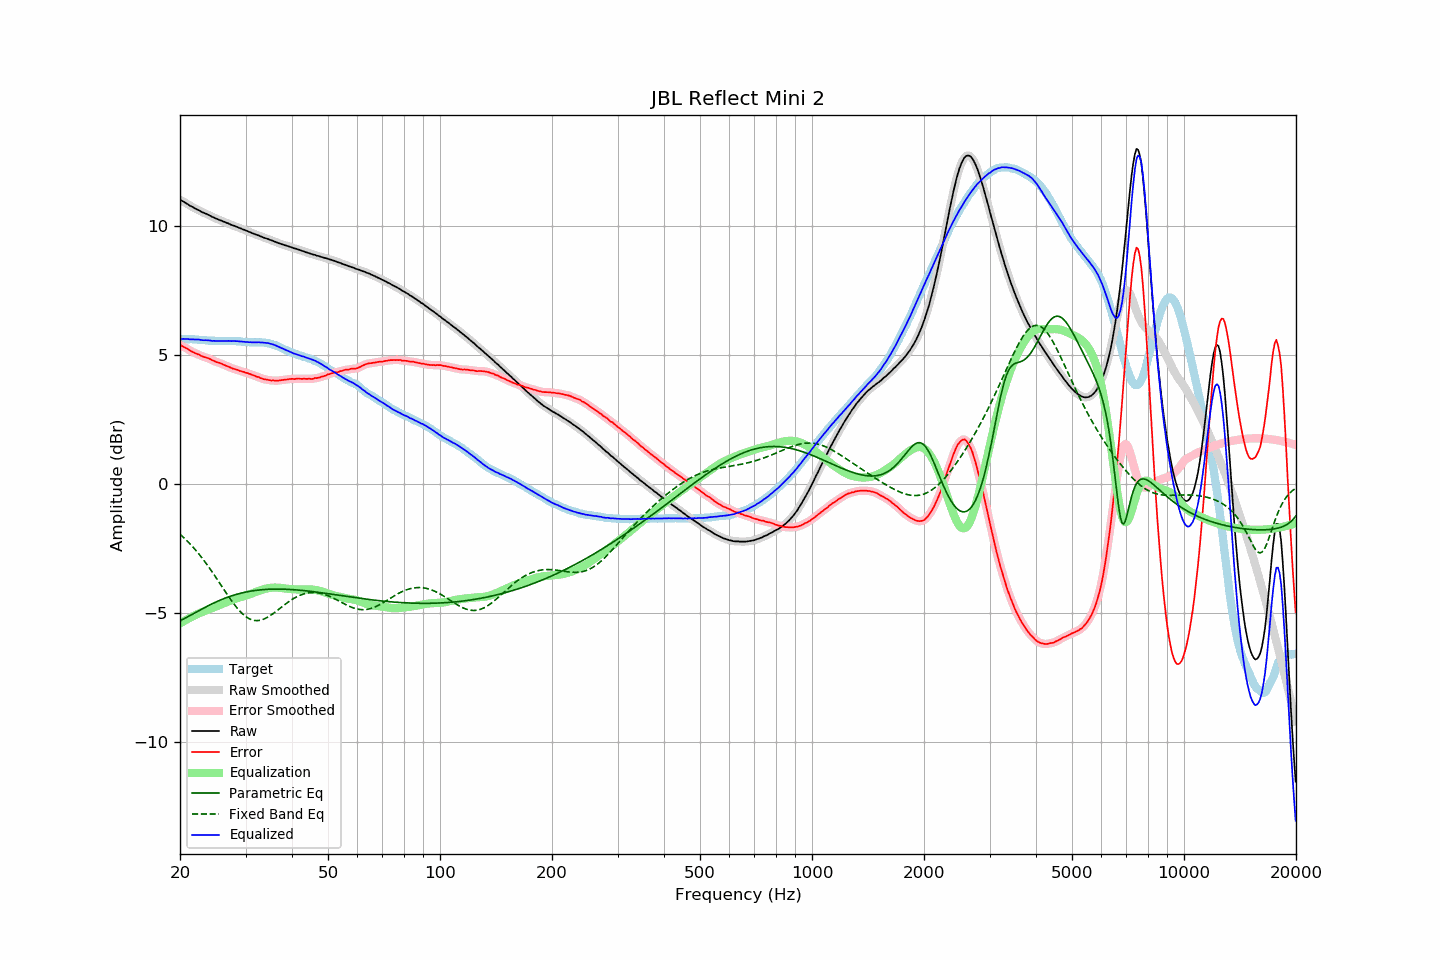 JBL Reflect Mini 2
Amplitude (dBr)
10
5
0
−5
−10
Target
Raw Smoothed
Error Smoothed
Raw
Error
Equalization
Parametric Eq
Fixed Band Eq
Equalized
20 50 100 200 500 1000 2000 5000 10000 20000
Frequency (Hz)